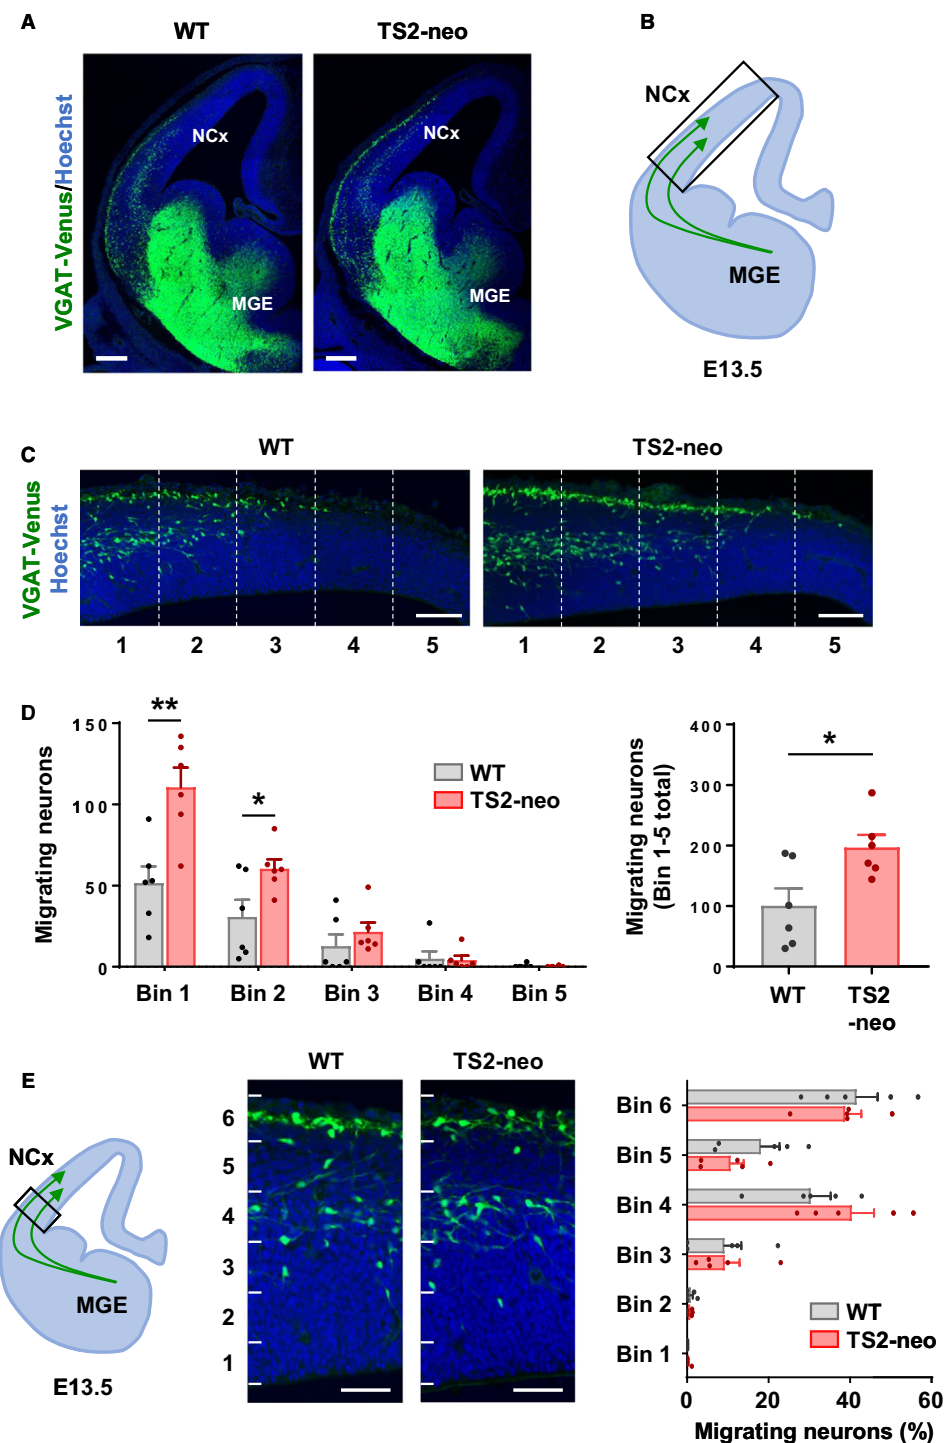 A
WT
TS2-neo
VGAT-Venus/Hoechst
NCx
MGE
NCx
MGE
B
NCx
MGE
E13.5
C
WT
TS2-neo
VGAT-Venus
Hoechst
1 2 3 4 5
1 2 3 4 5
D
Migrating neurons
150
100
50
0
**
*
WT
TS2-neo
Bin 1 Bin 2 Bin 3 Bin 4 Bin 5
Migrating neurons
(Bin 1-5 total)
400
300
200
100
0
*
WT
TS2
-neo
E
NCx
MGE
E13.5
WT
TS2-neo
6
5
4
3
2
1
Bin 6
Bin 5
Bin 4
Bin 3
Bin 2
Bin 1
WT
TS2-neo
0 20 40 60
Migrating neurons (%)